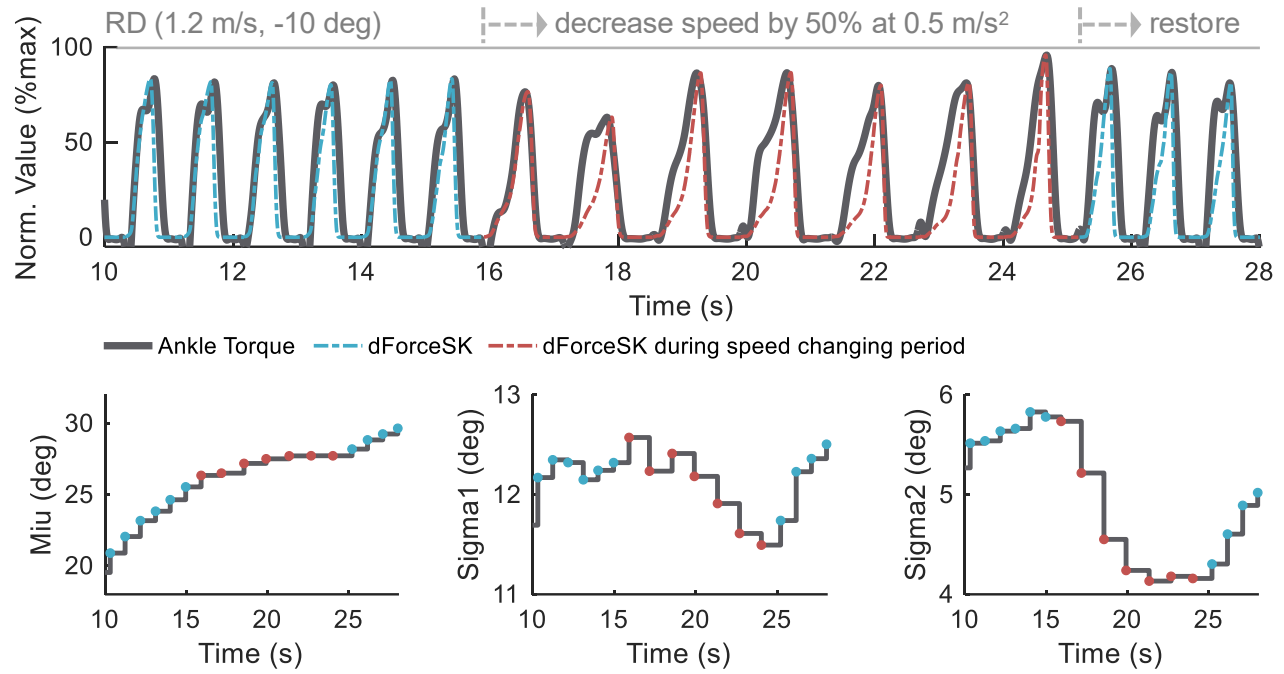 RD (1.2 m/s, -10 deg) decrease speed by 50% at 0.5 m/s² restore
Norm. Value (%max)
100
50
0
10 12 14 16 18 20 22 24 26 28
Time (s)
Ankle Torque dForceSK dForceSK during speed changing period
Miu (deg)
30
25
20
10 15 20 25
Time (s)
Sigma1 (deg)
13
12
11
10 15 20 25
Time (s)
Sigma2 (deg)
6
5
4
10 15 20 25
Time (s)